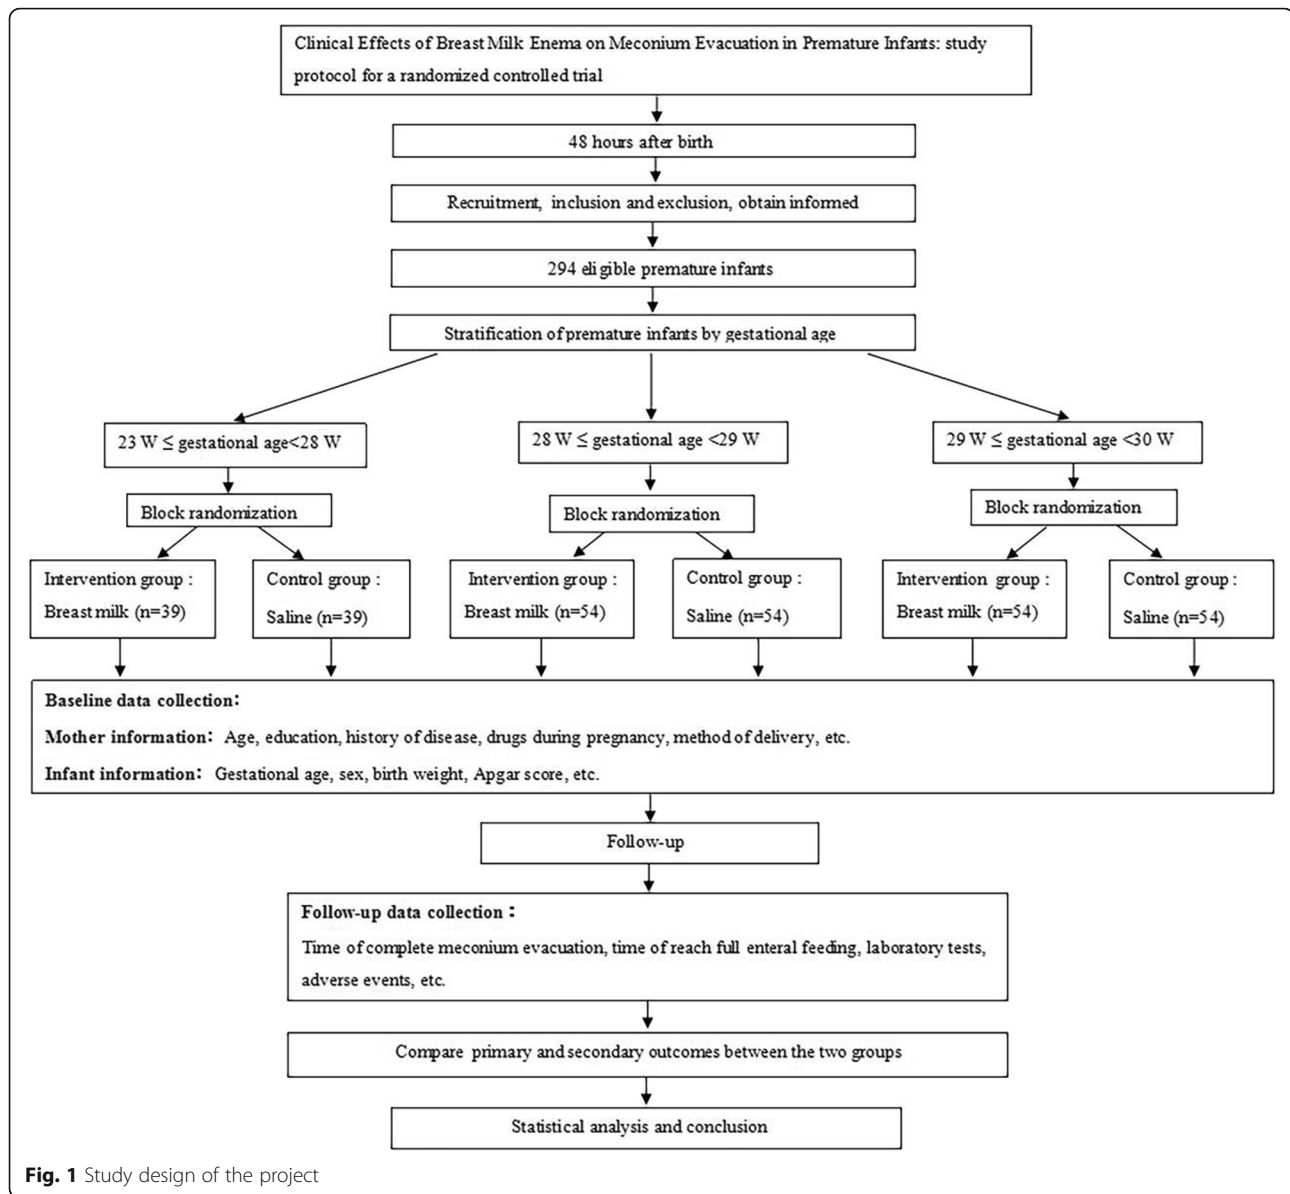 Clinical Effects of Breast Milk Enema on Meconium Evacuation in Premature Infants: study
protocol for a randomized controlled trial
48 hours after birth
Recruitment, inclusion and exclusion, obtain informed
294 eligible premature infants
Stratification of premature infants by gestational age
23 W ≤ gestational age<28 W
28 W ≤ gestational age <29 W
29 W ≤ gestational age <30 W
Block randomization
Block randomization
Block randomization
Intervention group :
Breast milk (n=39)
Control group :
Saline (n=39)
Intervention group :
Breast milk (n=54)
Control group :
Saline (n=54)
Intervention group :
Breast milk (n=54)
Control group :
Saline (n=54)
Baseline data collection:
Mother information: Age, education, history of disease, drugs during pregnancy, method of delivery, etc.
Infant information: Gestational age, sex, birth weight, Apgar score, etc.
Follow-up
Follow-up data collection :
Time of complete meconium evacuation, time of reach full enteral feeding, laboratory tests,
adverse events, etc.
Compare primary and secondary outcomes between the two groups
Statistical analysis and conclusion
Fig. 1 Study design of the project